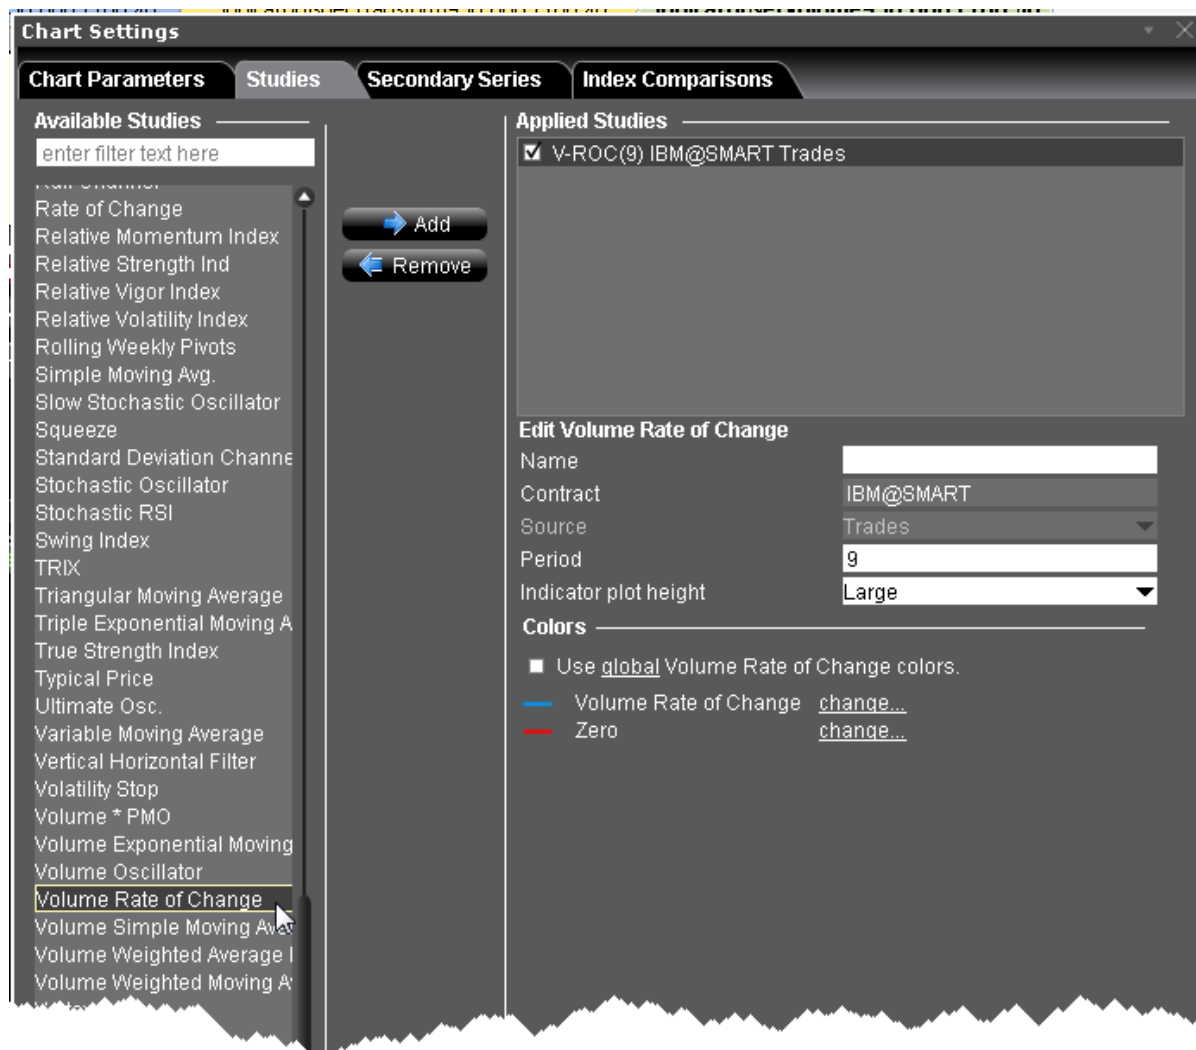 Chart Settings
Chart Parameters
Studies
Secondary Series
Index Comparisons
Available Studies
enter filter text here
Rate of Change
Relative Momentum Index
Relative Strength Ind
Relative Vigor Index
Relative Volatility Index
Rolling Weekly Pivots
Simple Moving Avg.
Slow Stochastic Oscillator
Squeeze
Standard Deviation Channe
Stochastic Oscillator
Stochastic RSI
Swing Index
TRIX
Triangular Moving Average
Triple Exponential Moving A
True Strength Index
Typical Price
Ultimate Osc.
Variable Moving Average
Vertical Horizontal Filter
Volatility Stop
Volume * PMO
Volume Exponential Moving
Volume Oscillator
Volume Rate of Change
Volume Simple Moving Aver
Volume Weighted Average
Volume Weighted Moving A
Add
Remove
Applied Studies
V-ROC(9) IBM@SMART Trades
Edit Volume Rate of Change
Name
Contract IBM@SMART
Source Trades
Period 9
Indicator plot height Large
Colors
Use global Volume Rate of Change colors.
Volume Rate of Change change...
Zero change...